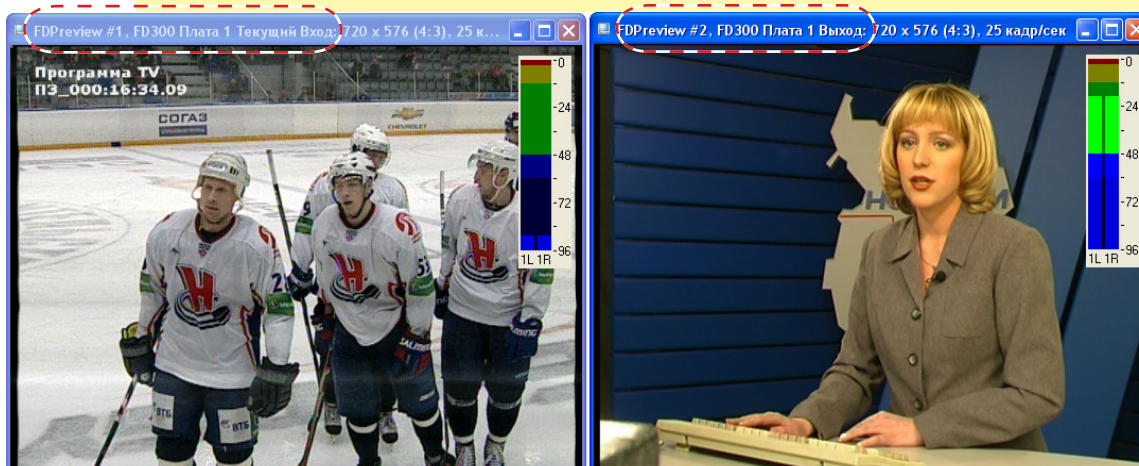 FDPreview #1, FD300 Плата 1 Текущий Вход: 720 x 576 (4:3), 25 к...
Программа TV
ПЗ_000:16:34.09
СОГАЗ
CHEVROLET
0
-24
-48
-72
-96
1L 1R
Н
ВТБ
ВТБ
FDPreview #2, FD300 Плата 1 Выход: 720 x 576 (4:3), 25 кадр/сек
0
-24
-48
-72
-96
1L 1R